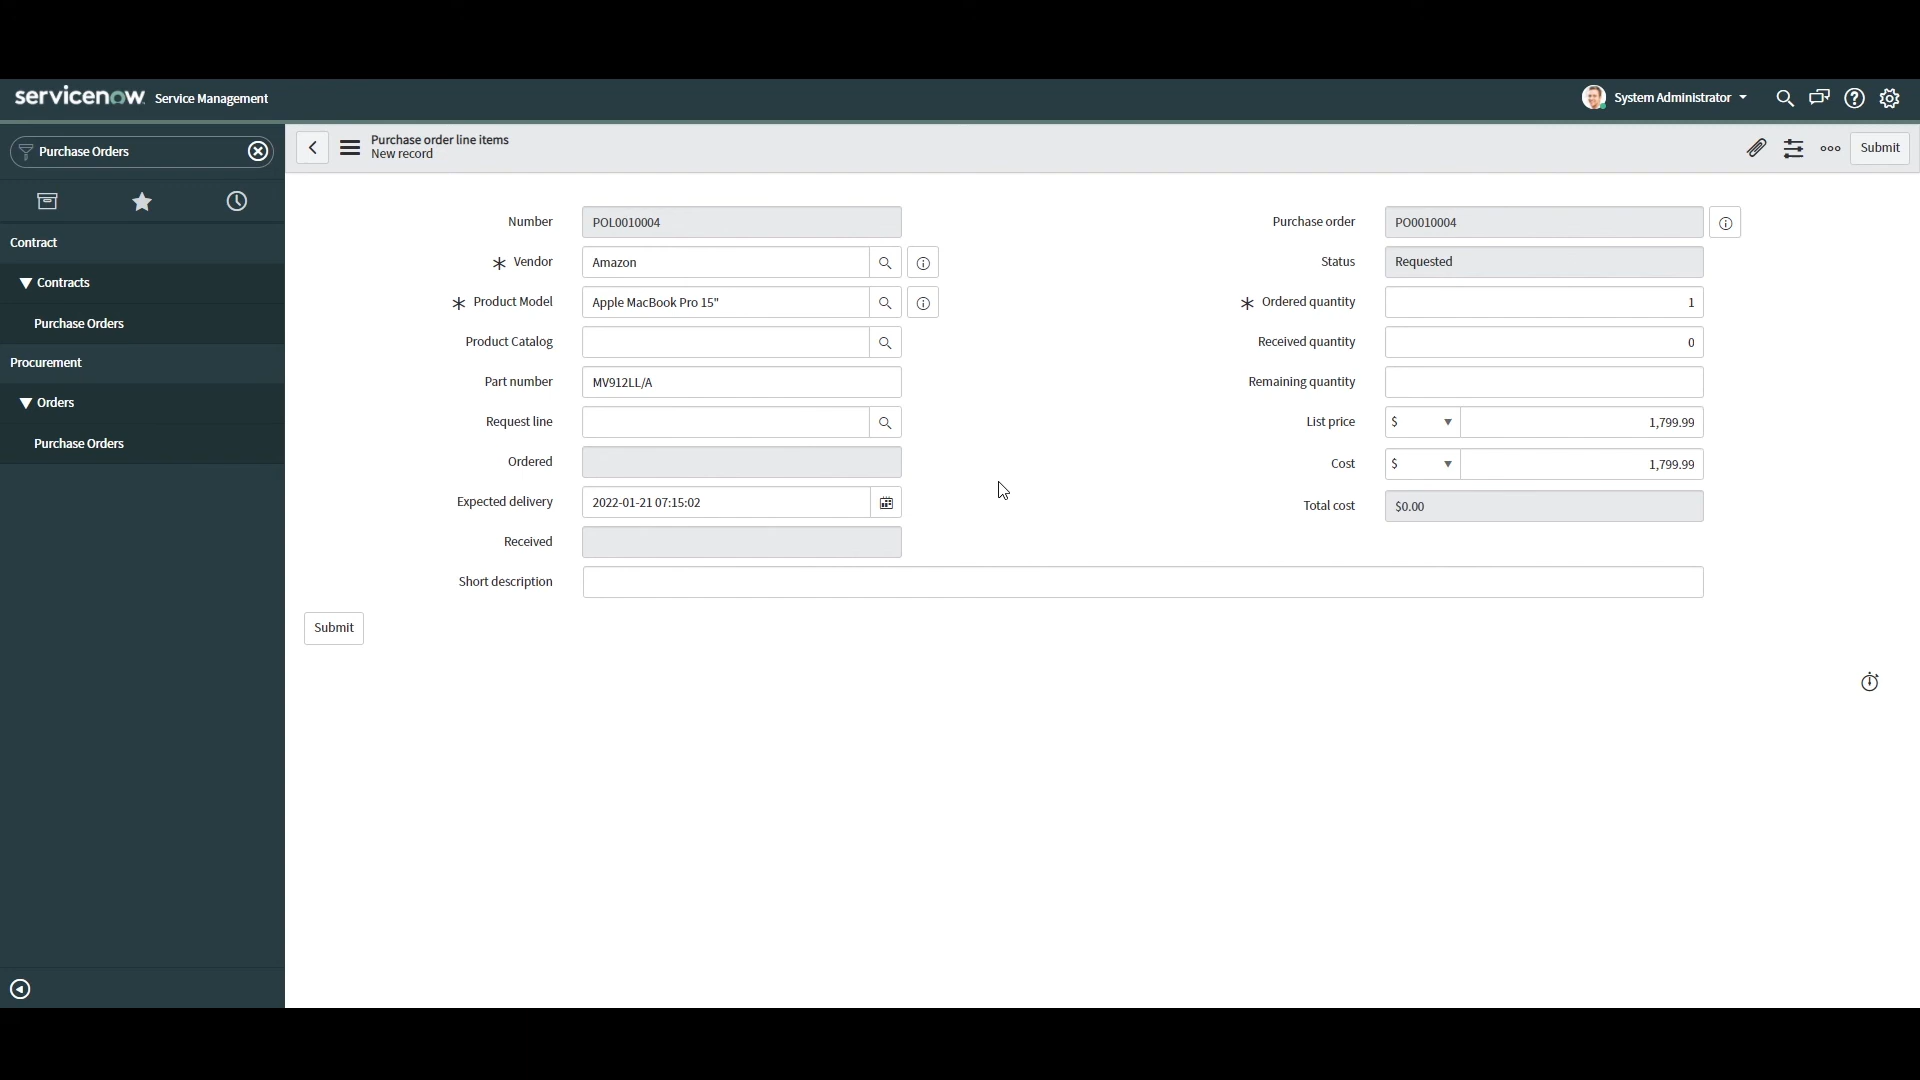 servicenow Service Management
System Administrator
Purchase Orders
Purchase order line items
New record
Submit
Contract
Contracts
Purchase Orders
Procurement
Orders
Purchase Orders
Number POL0010004
Vendor Amazon
Product Model Apple MacBook Pro 15"
Product Catalog
Part number MV912LL/A
Request line
Ordered
Expected delivery 2022-01-21 07:15:02
Received
Short description
Purchase order PO0010004
Status Requested
Ordered quantity 1
Received quantity 0
Remaining quantity
List price $ 1,799.99
Cost $ 1,799.99
Total cost $0.00
Submit